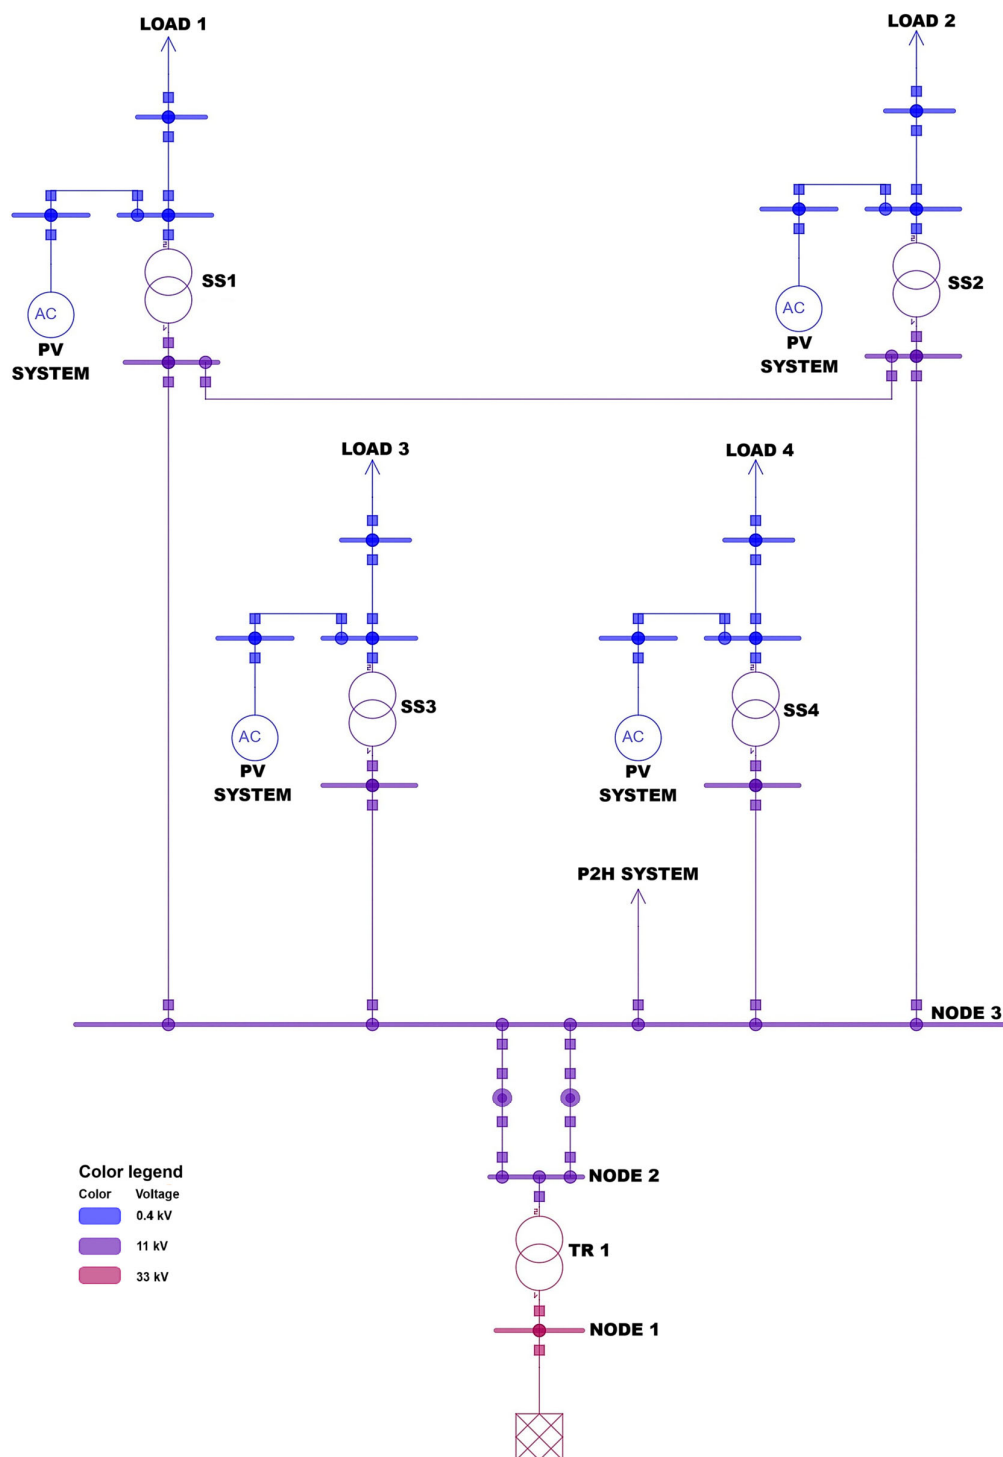 LOAD 1
LOAD 2
SS1
SS2
AC
PV
SYSTEM
AC
PV
SYSTEM
LOAD 3
LOAD 4
SS3
SS4
AC
PV
SYSTEM
AC
PV
SYSTEM
P2H SYSTEM
NODE 3
NODE 2
Color legend
Color Voltage
0.4 kV
11 kV
33 kV
TR 1
NODE 1